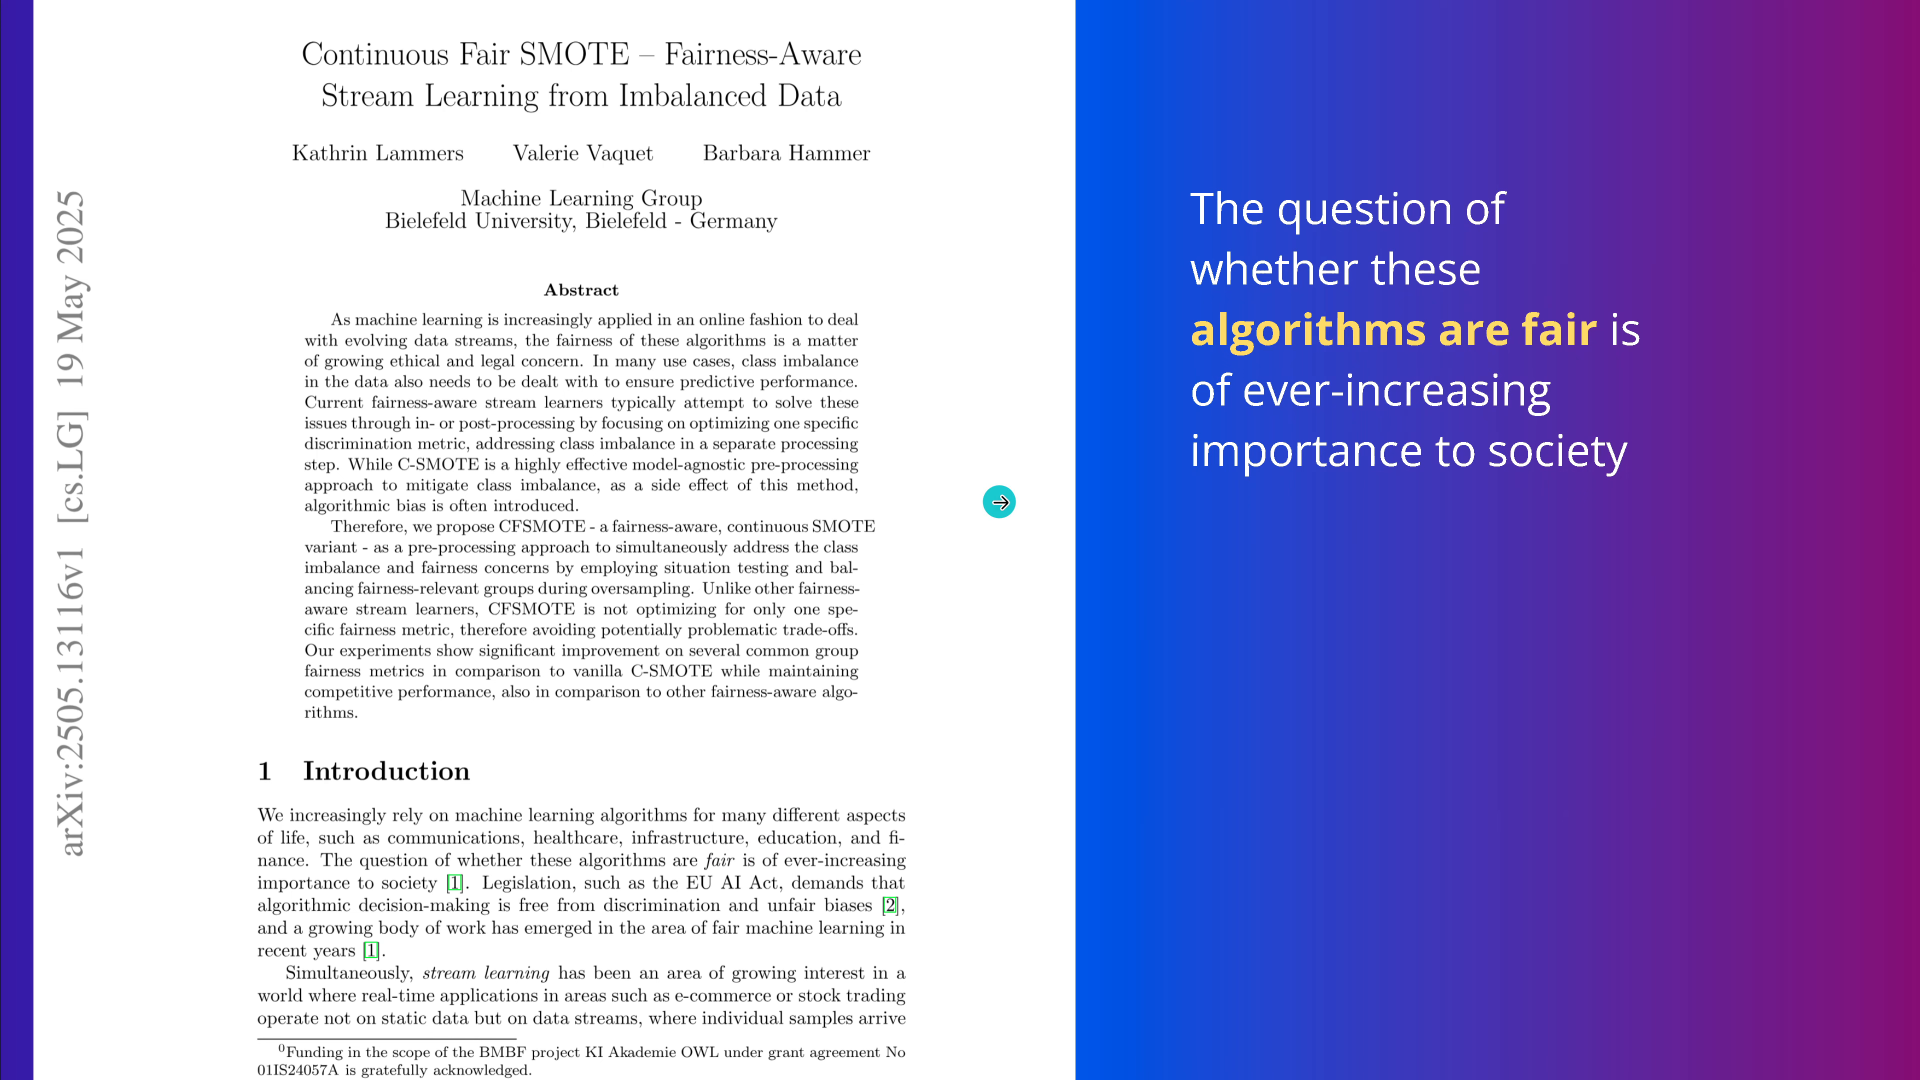 arXiv:2505.13116v1 [cs.LG] 19 May 2025
Continuous Fair SMOTE – Fairness-Aware
Stream Learning from Imbalanced Data
Kathrin Lammers Valerie Vaquet Barbara Hammer
Machine Learning Group
Bielefeld University, Bielefeld - Germany
Abstract
As machine learning is increasingly applied in an online fashion to deal
with evolving data streams, the fairness of these algorithms is a matter
of growing ethical and legal concern. In many use cases, class imbalance
in the data also needs to be dealt with to ensure predictive performance.
Current fairness-aware stream learners typically attempt to solve these
issues through in- or post-processing by focusing on optimizing one specific
discrimination metric, addressing class imbalance in a separate processing
step. While C-SMOTE is a highly effective model-agnostic pre-processing
approach to mitigate class imbalance, as a side effect of this method,
algorithmic bias is often introduced.
Therefore, we propose CFSMOTE - a fairness-aware, continuous SMOTE
variant - as a pre-processing approach to simultaneously address the class
imbalance and fairness concerns by employing situation testing and bal-
ancing fairness-relevant groups during oversampling. Unlike other fairness-
aware stream learners, CFSMOTE is not optimizing for only one spe-
cific fairness metric, therefore avoiding potentially problematic trade-offs.
Our experiments show significant improvement on several common group
fairness metrics in comparison to vanilla C-SMOTE while maintaining
competitive performance, also in comparison to other fairness-aware algo-
rithms.
1 Introduction
We increasingly rely on machine learning algorithms for many different aspects
of life, such as communications, healthcare, infrastructure, education, and fi-
nance. The question of whether these algorithms are fair is of ever-increasing
importance to society [1]. Legislation, such as the EU AI Act, demands that
algorithmic decision-making is free from discrimination and unfair biases [2],
and a growing body of work has emerged in the area of fair machine learning in
recent years [1].
Simultaneously, stream learning has been an area of growing interest in a
world where real-time applications in areas such as e-commerce or stock trading
operate not on static data but on data streams, where individual samples arrive
0Funding in the scope of the BMBF project KI Akademie OWL under grant agreement No
01IS24057A is gratefully acknowledged.
The question of
whether these
algorithms are fair is
of ever-increasing
importance to society